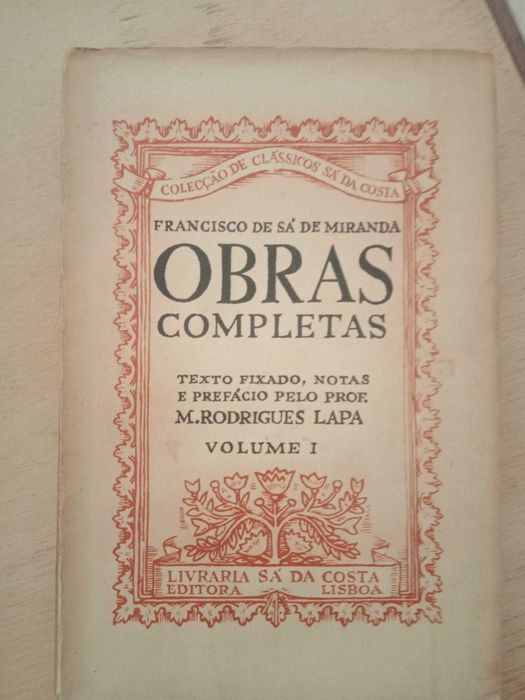 COLECÇÃO DE CLÁSSICOS SÁ DA COSTA
FRANCISCO DE SÁ DE MIRANDA
OBRAS
COMPLETAS
TEXTO FIXADO, NOTAS
E PREFÁCIO PELO PROF.
M. RODRIGUES LAPA
VOLUME I
LIVRARIA SÁ DA COSTA
EDITORA LISBOA